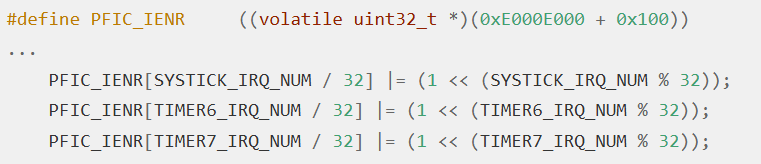 #define PFIC_IENR     ((volatile uint32_t *)(0xE000E000 + 0x100))
...
    PFIC_IENR[SYSTICK_IRQ_NUM / 32] |= (1 << (SYSTICK_IRQ_NUM % 32));
    PFIC_IENR[TIMER6_IRQ_NUM / 32] |= (1 << (TIMER6_IRQ_NUM % 32));
    PFIC_IENR[TIMER7_IRQ_NUM / 32] |= (1 << (TIMER7_IRQ_NUM % 32));